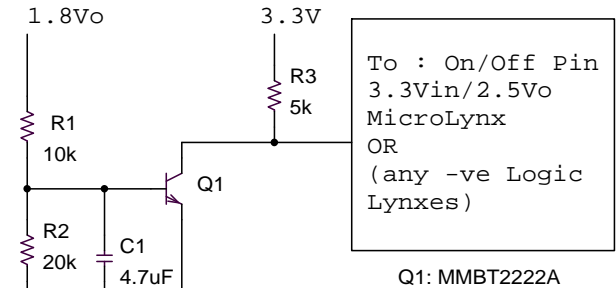 1.8Vo
3.3V
R1
10k
R3
5k
Q1
R2
20k
C1
4.7uF
To : On/Off Pin
3.3Vin/2.5Vo
MicroLynx
OR
(any -ve Logic
Lynxes)
Q1: MMBT2222A